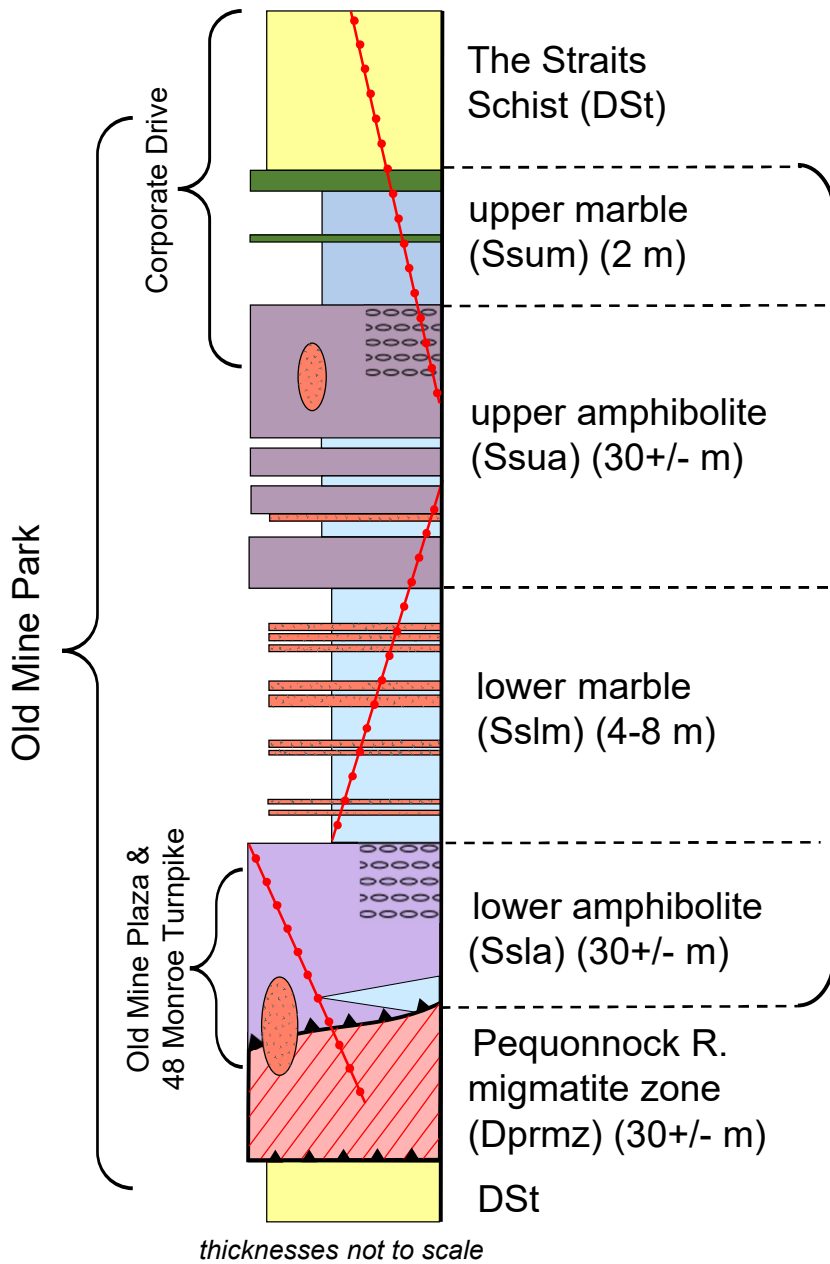 The Straits
Schist (DSt)
upper marble
(Ssum) (2 m)
upper amphibolite
(Ssua) (30+/- m)
lower marble
(Sslm) (4-8 m)
lower amphibolite
(Ssla) (30+/- m)
Pequonnock R.
migmatite zone
(Dprmz) (30+/- m)
DSt
Corporate Drive
Old Mine Park
Old Mine Plaza &
48 Monroe Turnpike
thicknesses not to scale